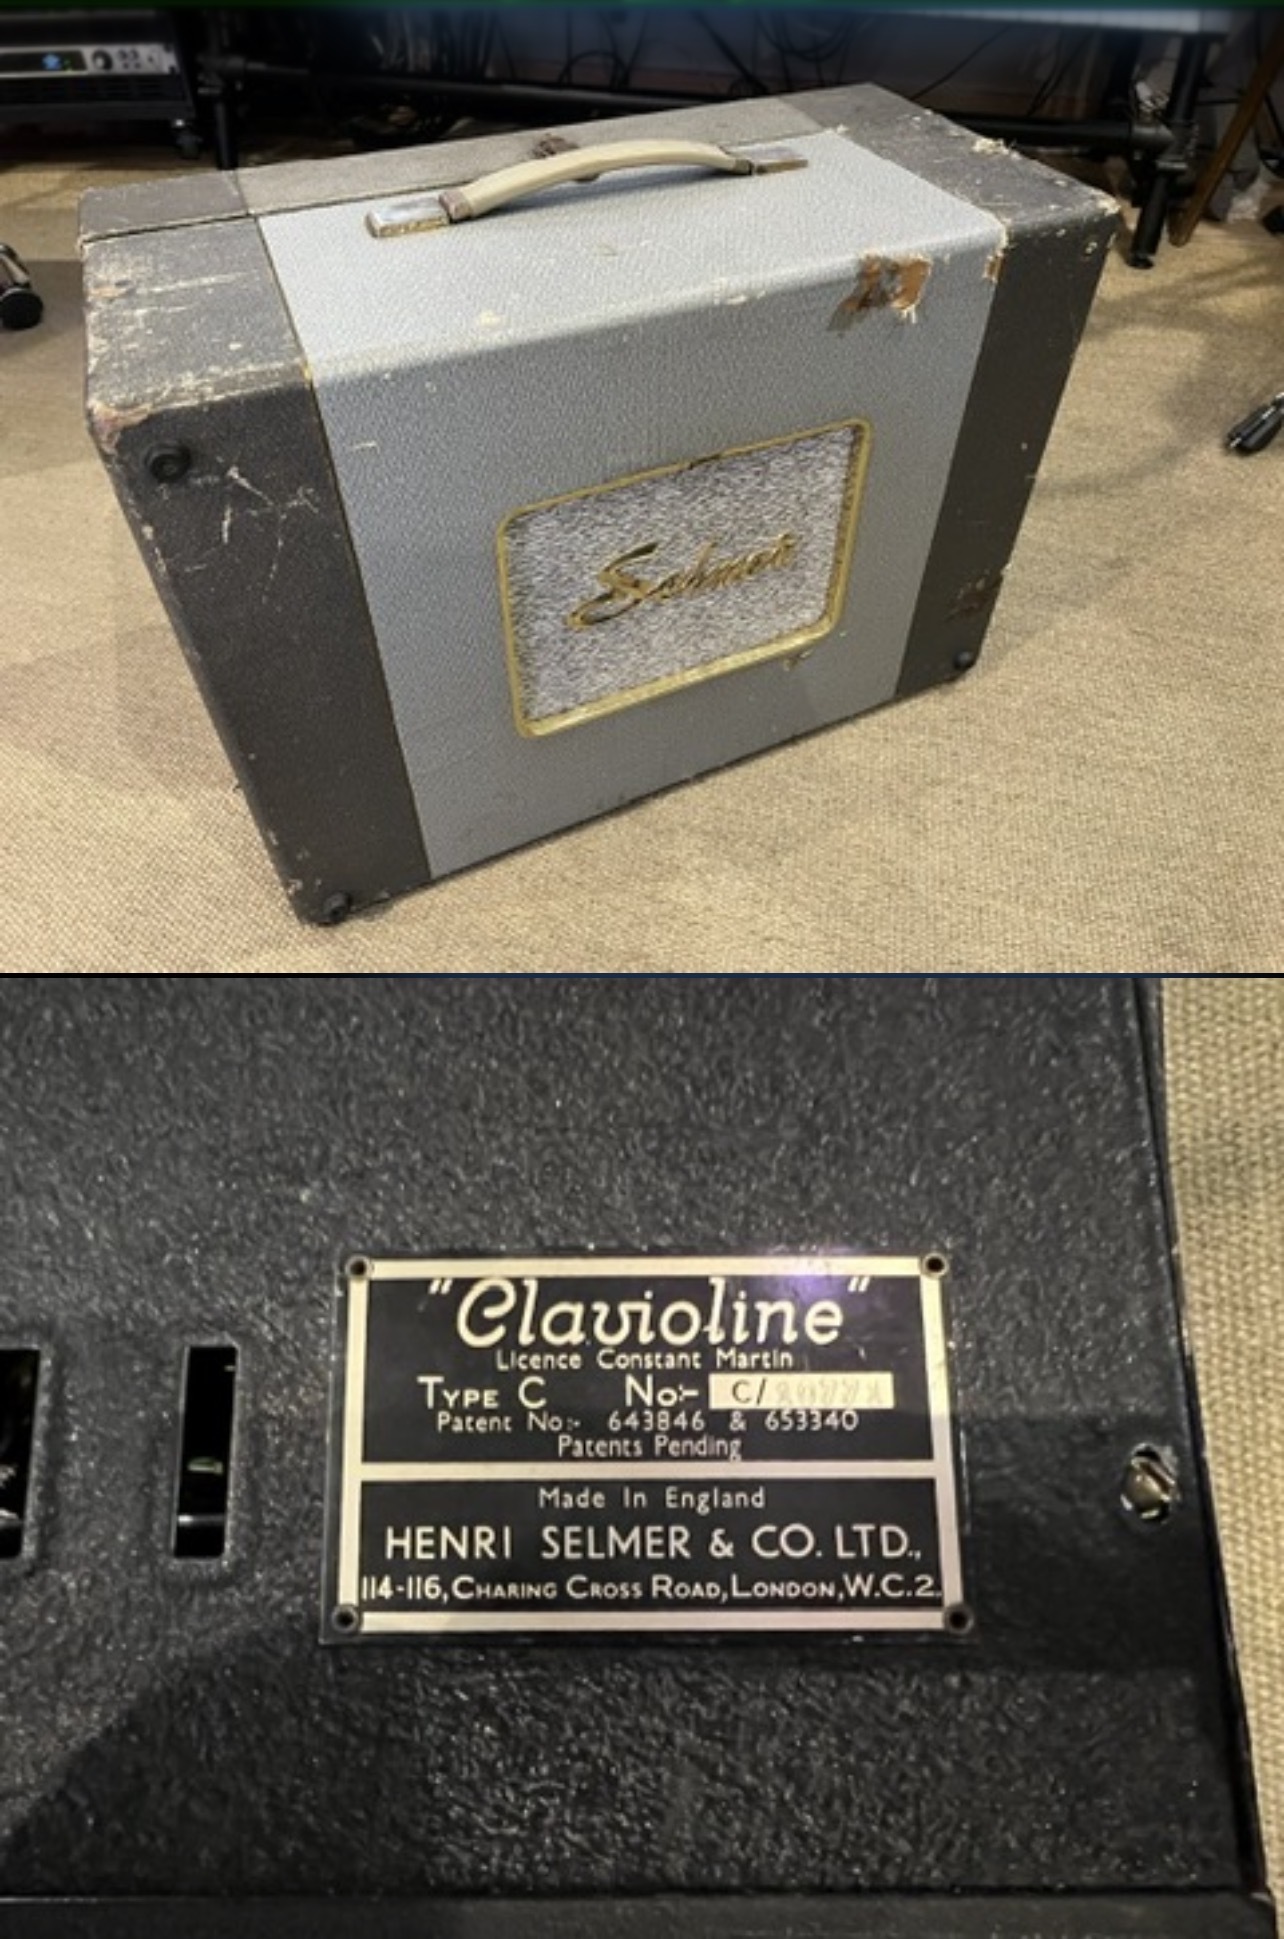 Selmer
"Clavioline"
Licence Constant Martin
TYPE C No:- C/
Patent No:- 643846 & 653340
Patents Pending
Made In England
HENRI SELMER & CO. LTD.,
114-116, CHARING CROSS ROAD, LONDON, W.C.2.